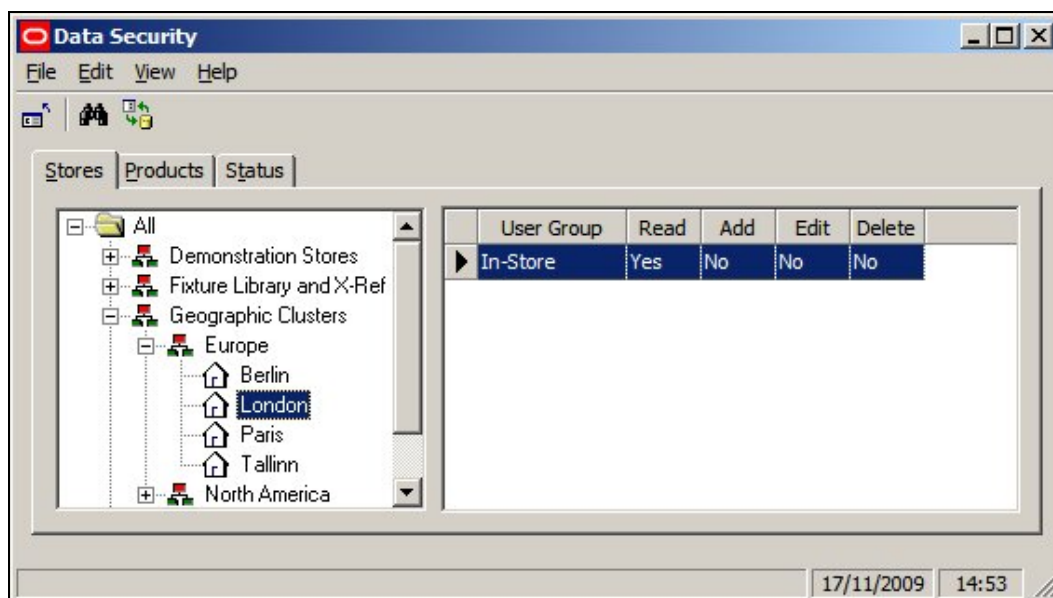 Data Security
File Edit View Help
Stores Products Status
All
Demonstration Stores
Fixture Library and X-Ref
Geographic Clusters
Europe
Berlin
London
Paris
Tallinn
North America
User Group Read Add Edit Delete
In-Store Yes No No No
17/11/2009 14:53